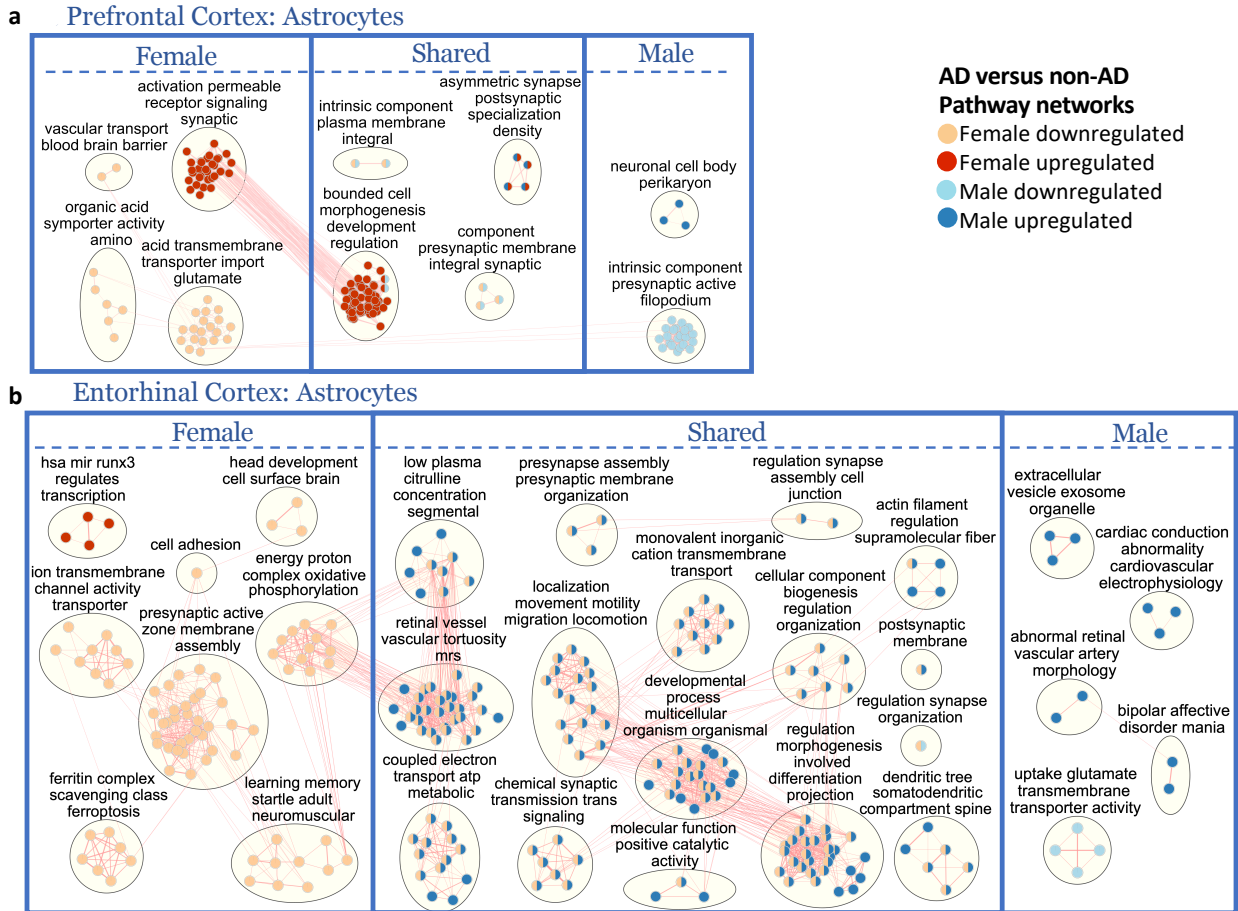 a
Prefrontal Cortex: Astrocytes
Female
Shared
Male
vascular transport
blood brain barrier
activation permeable
receptor signaling
synaptic
organic acid
symporter activity
amino
acid transmembrane
transporter import
glutamate
intrinsic component
plasma membrane
integral
asymmetric synapse
postsynaptic
specialization
density
bounded cell
morphogenesis
development
regulation
component
presynaptic membrane
integral synaptic
neuronal cell body
perikaryon
intrinsic component
presynaptic active
filopodium
AD versus non-AD
Pathway networks
Female downregulated
Female upregulated
Male downregulated
Male upregulated
b
Entorhinal Cortex: Astrocytes
Female
Shared
Male
hsa mir runx3
regulates
transcription
head development
cell surface brain
cell adhesion
ion transmembrane
channel activity
transporter
energy proton
complex oxidative
phosphorylation
presynaptic active
zone membrane
assembly
ferritin complex
scavenging class
ferroptosis
learning memory
startle adult
neuromuscular
low plasma
citrulline
concentration
segmental
presynapse assembly
presynaptic membrane
organization
regulation synapse
assembly cell
junction
actin filament
regulation
supramolecular fiber
monovalent inorganic
cation transmembrane
transport
localization
movement motility
migration locomotion
cellular component
biogenesis
regulation
organization
retinal vessel
vascular tortuosity
mrs
postsynaptic
membrane
developmental
process
multicellular
organism organismal
regulation synapse
organization
regulation
morphogenesis
involved
differentiation
projection
coupled electron
transport atp
metabolic
chemical synaptic
transmission trans
signaling
molecular function
positive catalytic
activity
dendritic tree
somatodendritic
compartment spine
extracellular
vesicle exosome
organelle
cardiac conduction
abnormality
cardiovascular
electrophysiology
abnormal retinal
vascular artery
morphology
bipolar affective
disorder mania
uptake glutamate
transmembrane
transporter activity